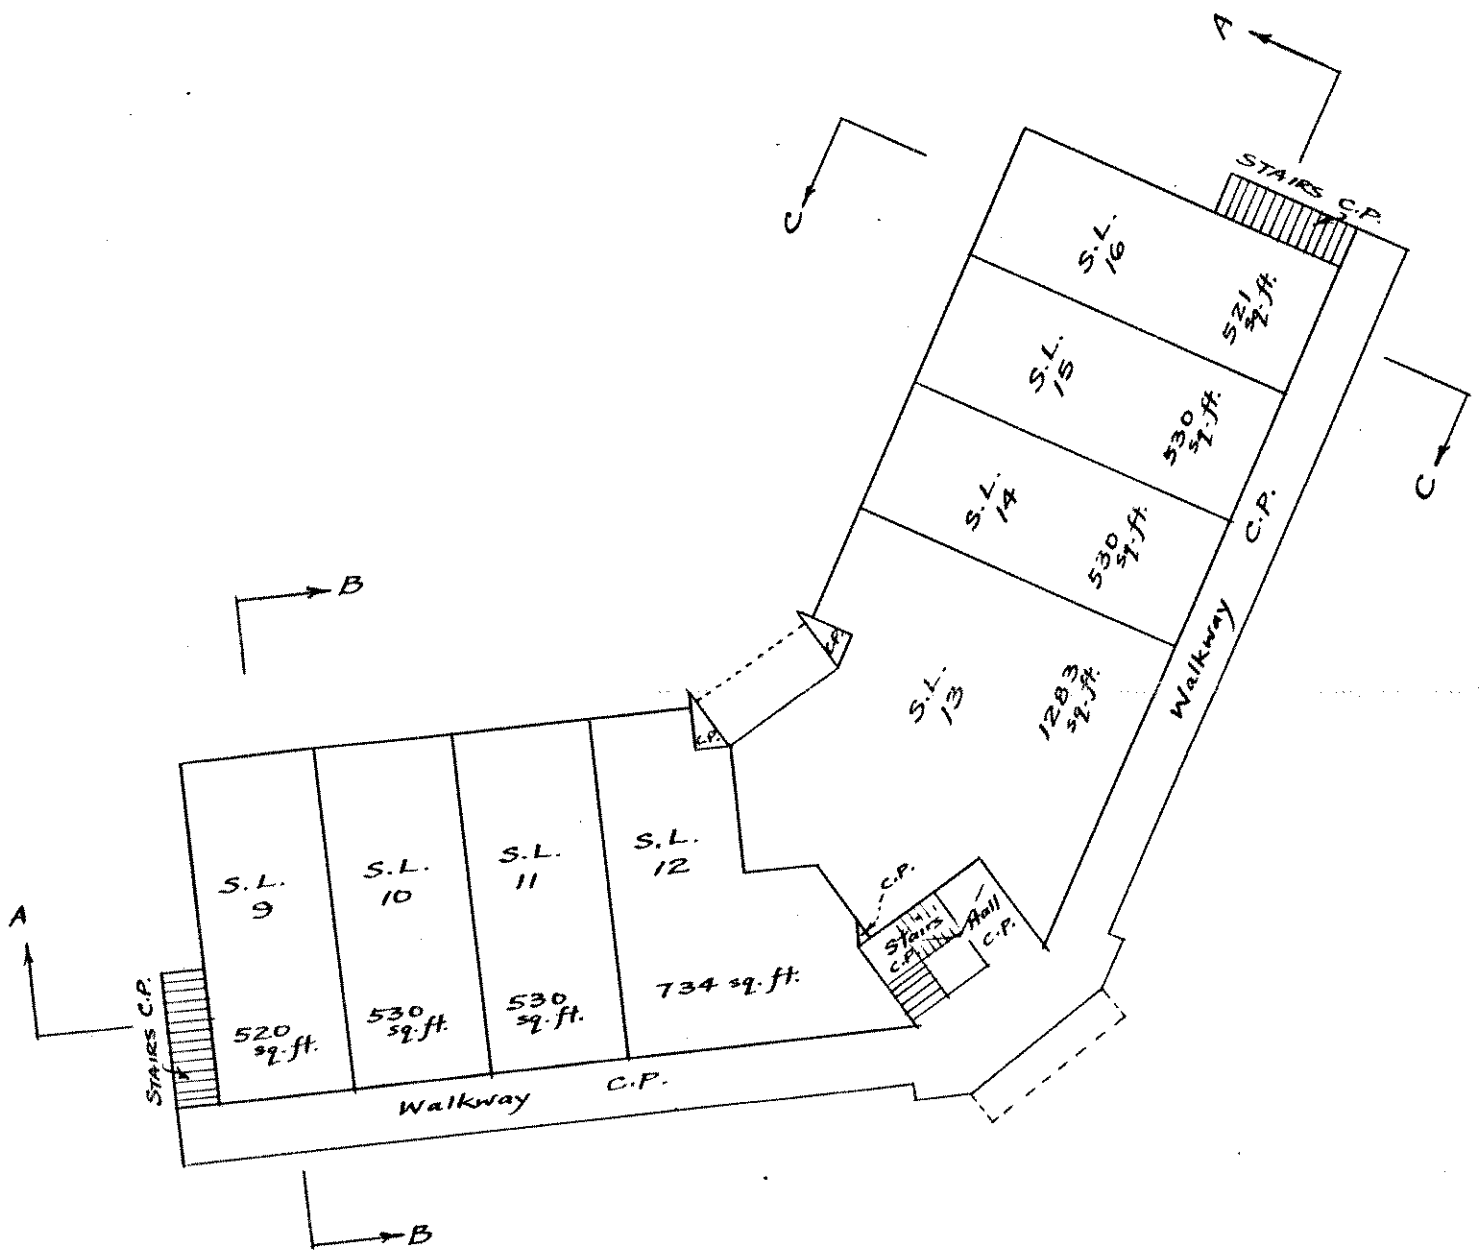 A
C
STAIRS C.P.
S.L.
16
521
sq.ft.
S.L.
15
530
sq.ft.
C
S.L.
14
530
sq.ft.
C.P.
Walkway
B
C.P.
S.L.
13
1283
sq.ft.
C.P.
S.L.
9
S.L.
10
S.L.
11
S.L.
12
C.P.
Stairs
C.P.
Hall
C.P.
A
STAIRS C.P.
520
sq.ft.
530
sq.ft.
530
sq.ft.
734 sq.ft.
Walkway C.P.
B